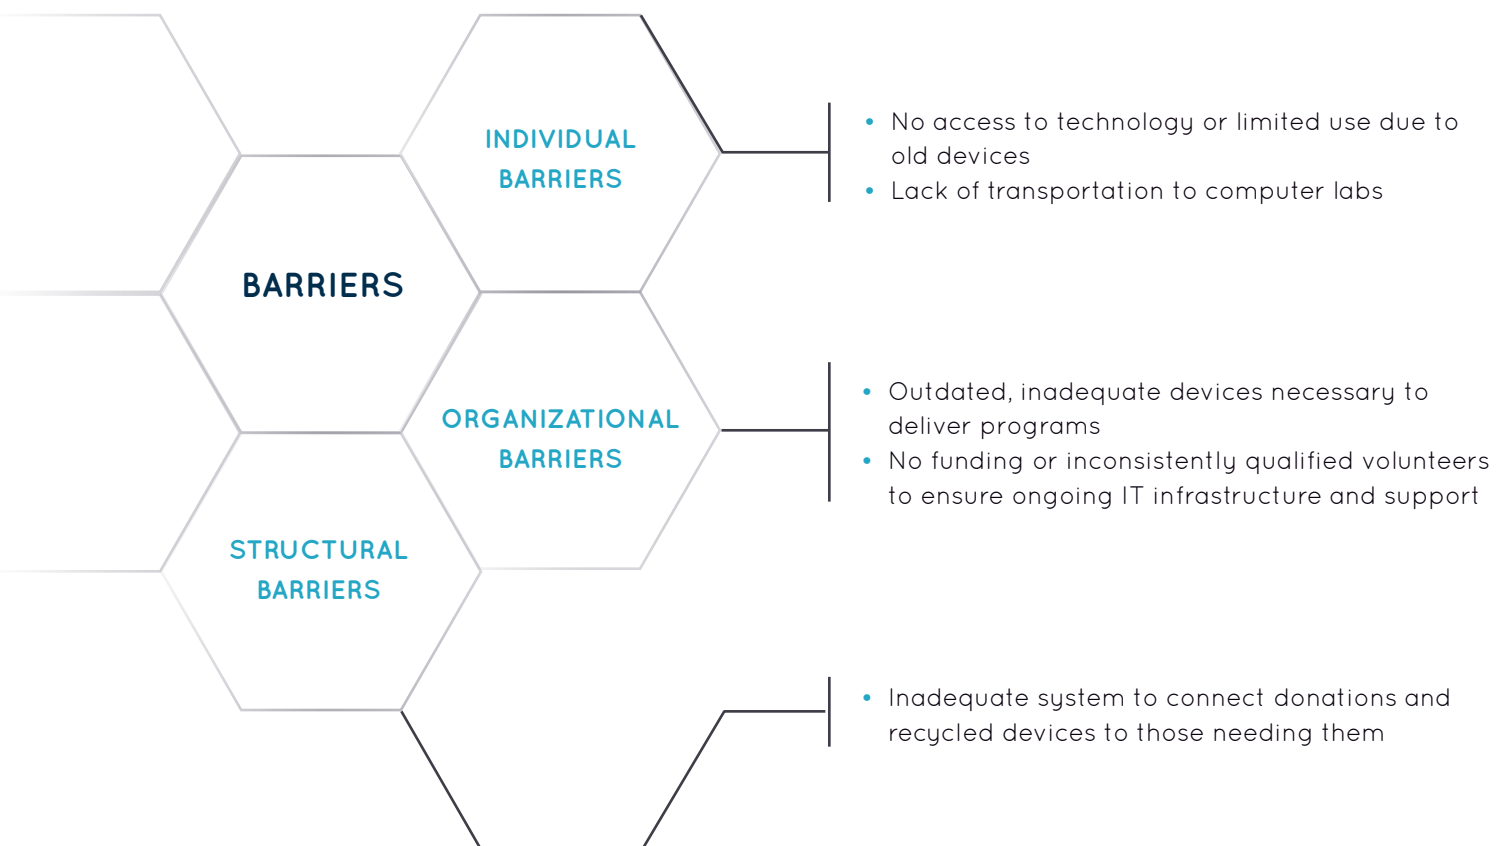 BARRIERS
INDIVIDUAL
BARRIERS
• No access to technology or limited use due to
old devices
• Lack of transportation to computer labs
ORGANIZATIONAL
BARRIERS
• Outdated, inadequate devices necessary to
deliver programs
• No funding or inconsistently qualified volunteers
to ensure ongoing IT infrastructure and support
STRUCTURAL
BARRIERS
• Inadequate system to connect donations and
recycled devices to those needing them